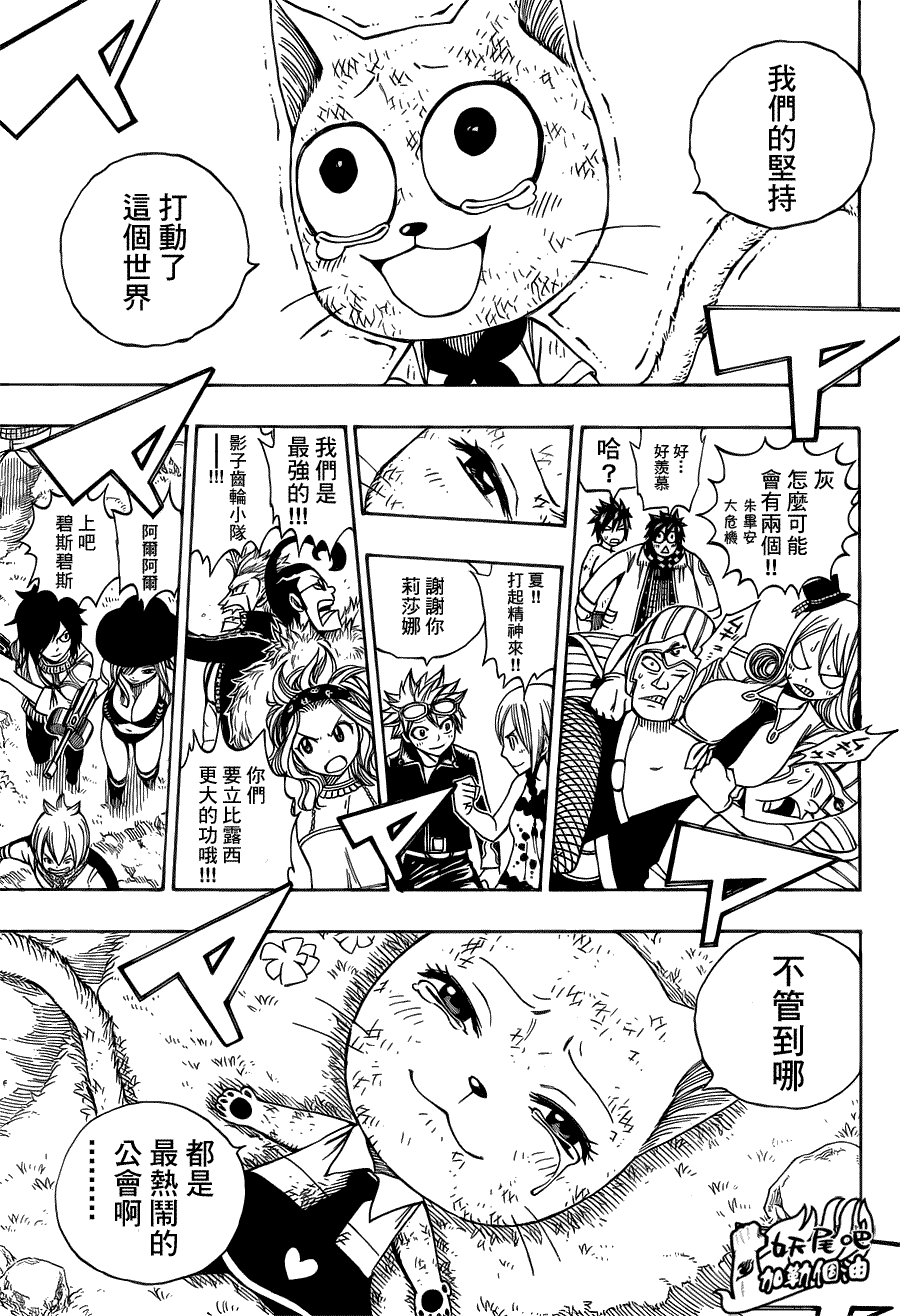 我們的堅持
打動了
這個世界
灰
怎麼可能
會有兩個!!
朱畢安
大危機
好…
好羨慕
哈？
夏!!
打起精神來!!
謝謝你
莉莎娜
我們是
最強的!!!
影子齒輪小隊
——!!!
你們
要立比露西
更大的功哦!!!
阿爾阿爾
上吧
碧斯碧斯
不管到哪
都是
最熱鬧的
公會啊
………
妖尾吧
加勒個油